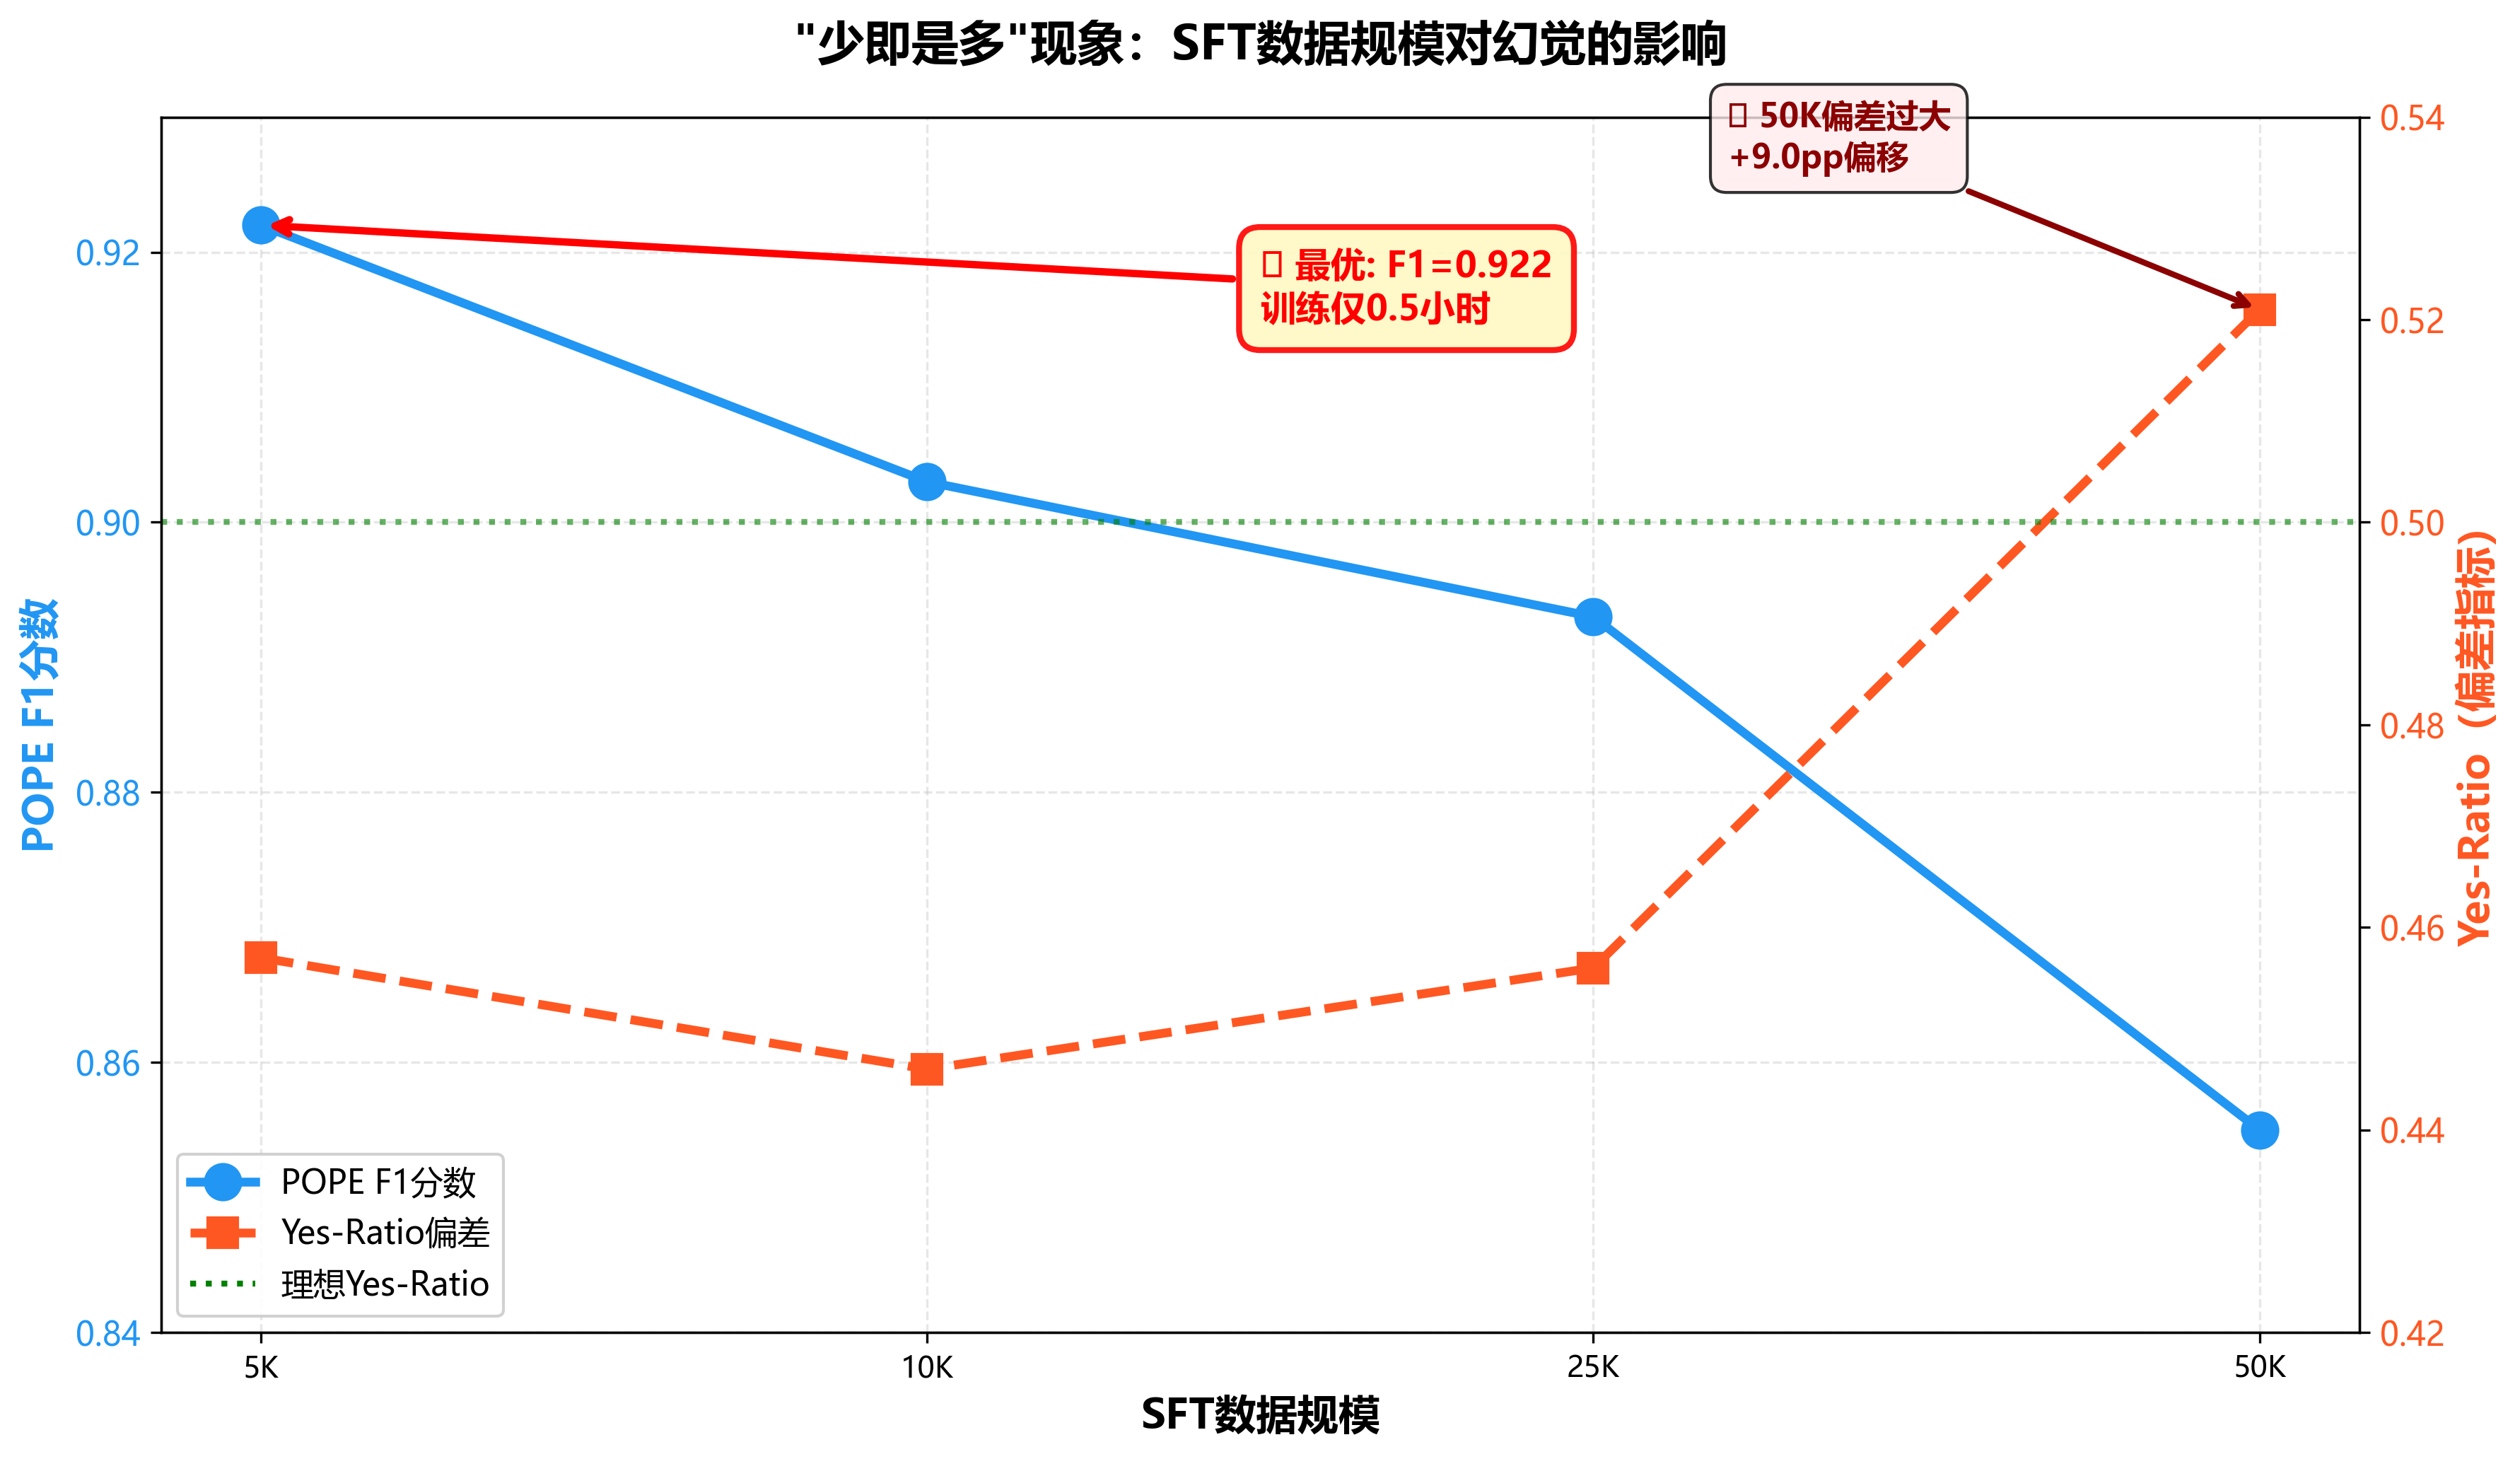 "少即是多"现象：SFT数据规模对幻觉的影响
50K偏差过大
+9.0pp偏移
最优: F1=0.922
训练仅0.5小时
POPE F1分数
0.92
0.90
0.88
0.86
0.84
0.54
0.52
0.50
0.48
0.46
0.44
0.42
Yes-Ratio（偏差指标）
POPE F1分数
Yes-Ratio偏差
理想Yes-Ratio
5K
10K
25K
50K
SFT数据规模